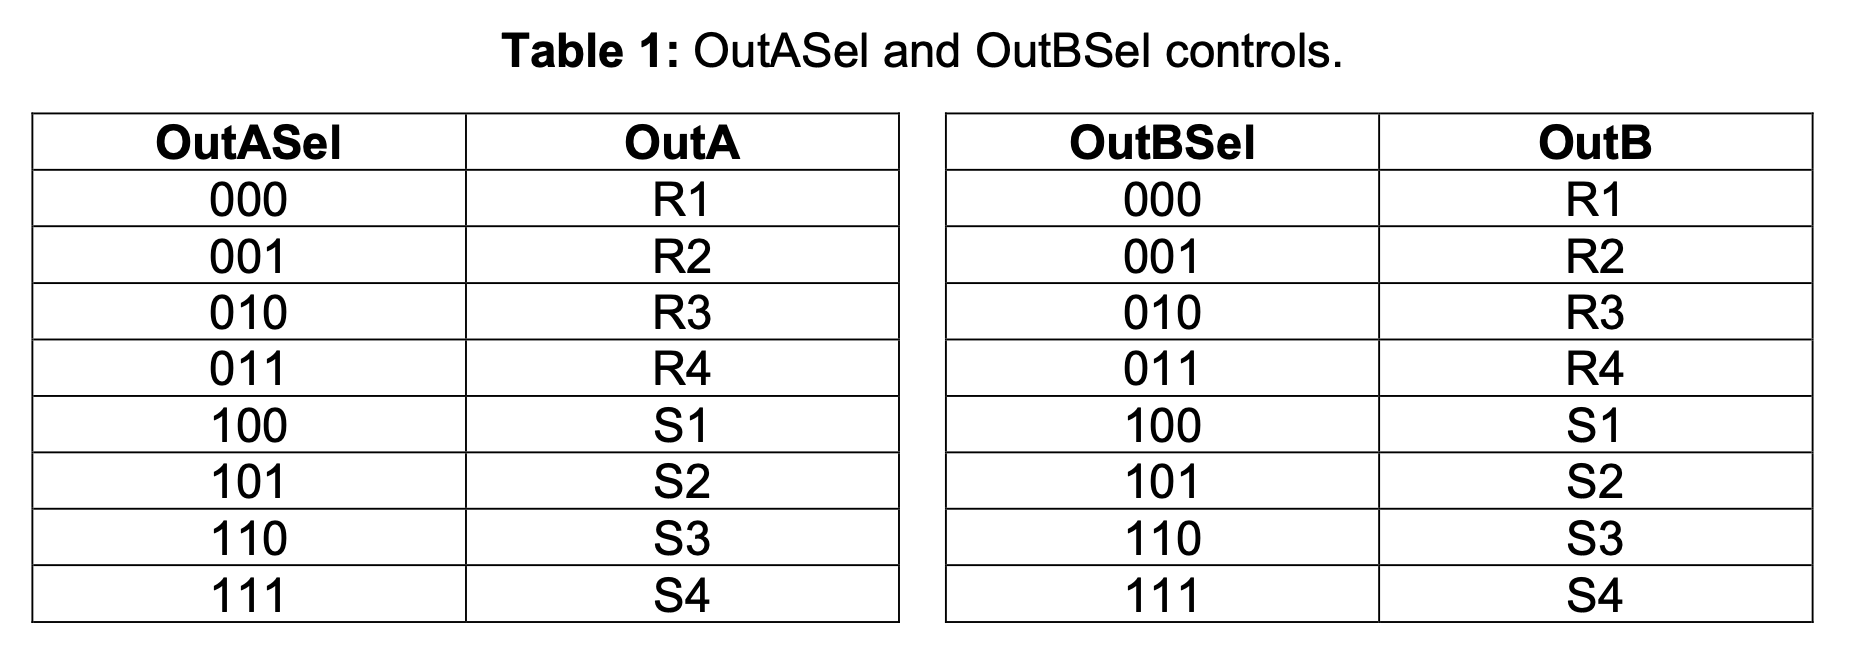 Table 1: OutASel and OutBSel controls.
OutASel OutA OutBSel OutB
000 R1 000 R1
001 R2 001 R2
010 R3 010 R3
011 R4 011 R4
100 S1 100 S1
101 S2 101 S2
110 S3 110 S3
111 S4 111 S4